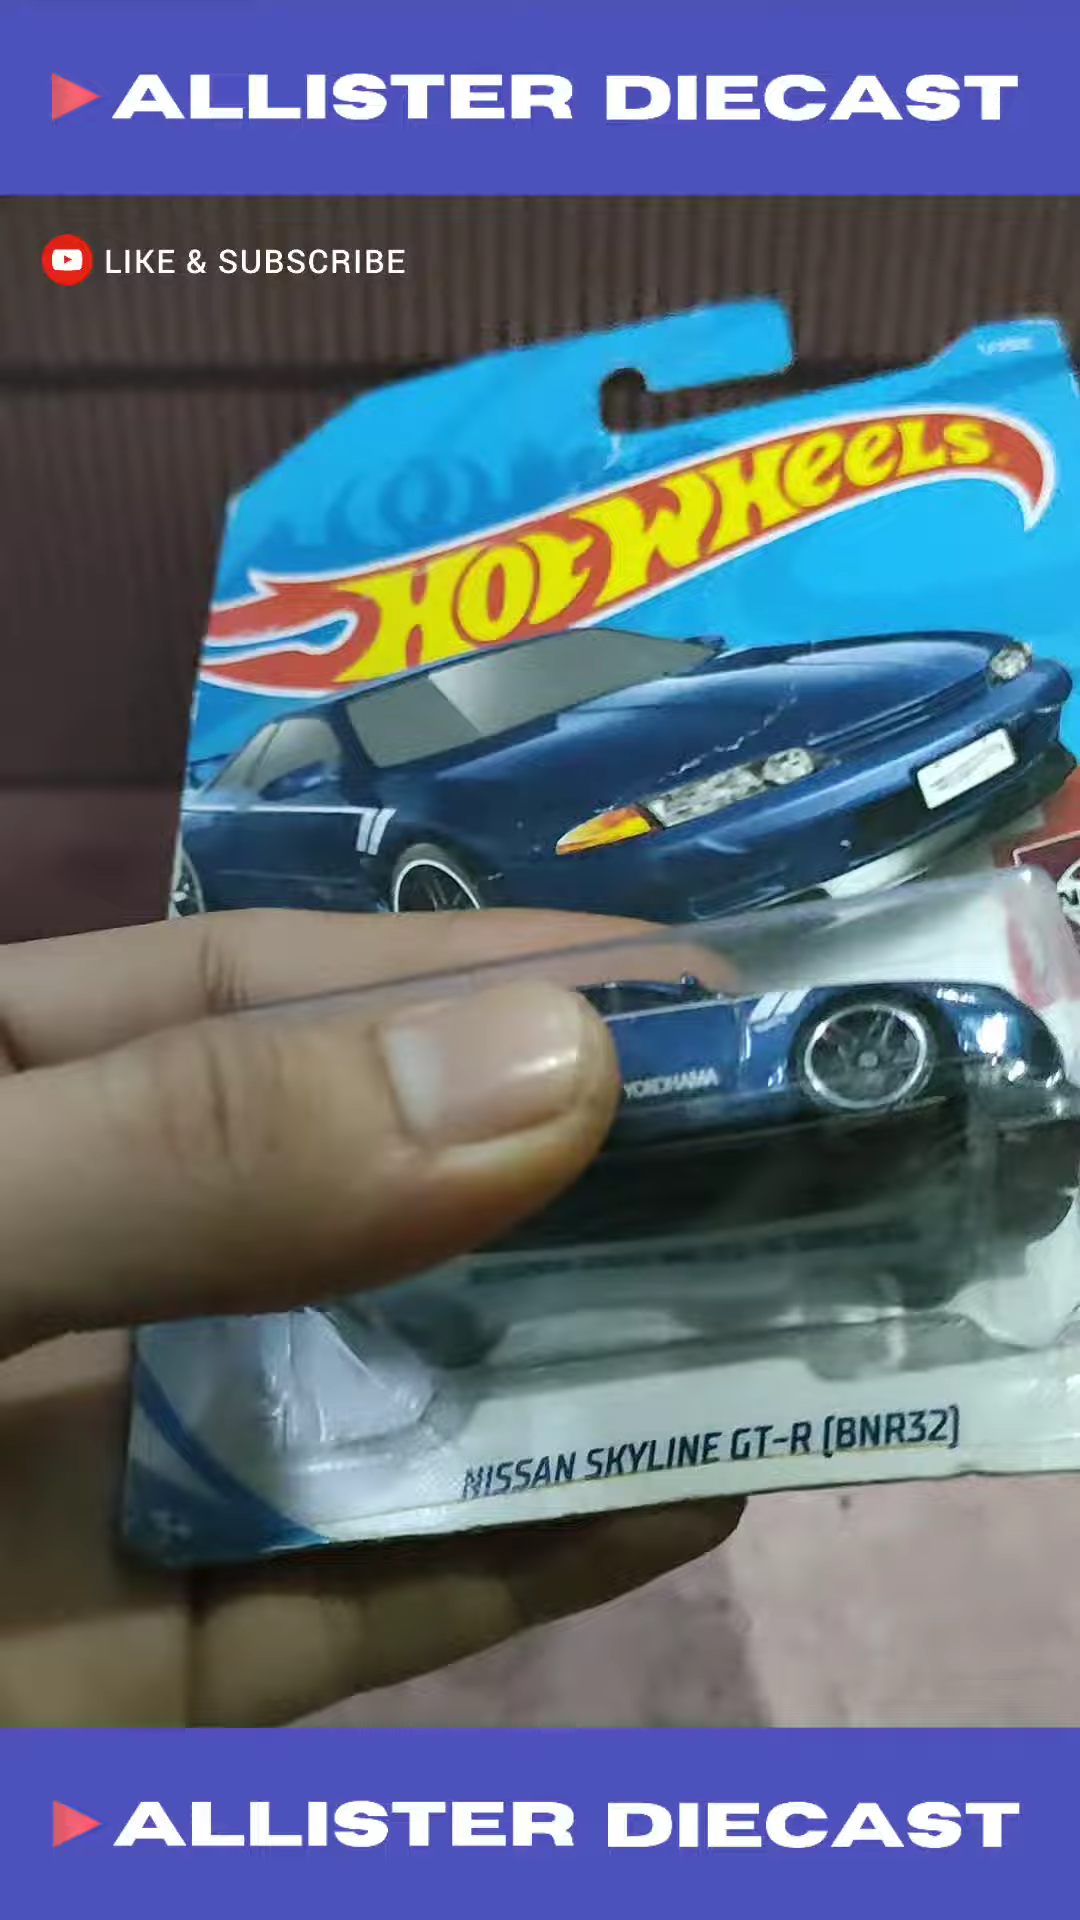 ALLISTER DIECAST
LIKE & SUBSCRIBE
HOT WHEELS
YOKOHAMA
NISSAN SKYLINE GT-R (BNR32)
ALLISTER DIECAST